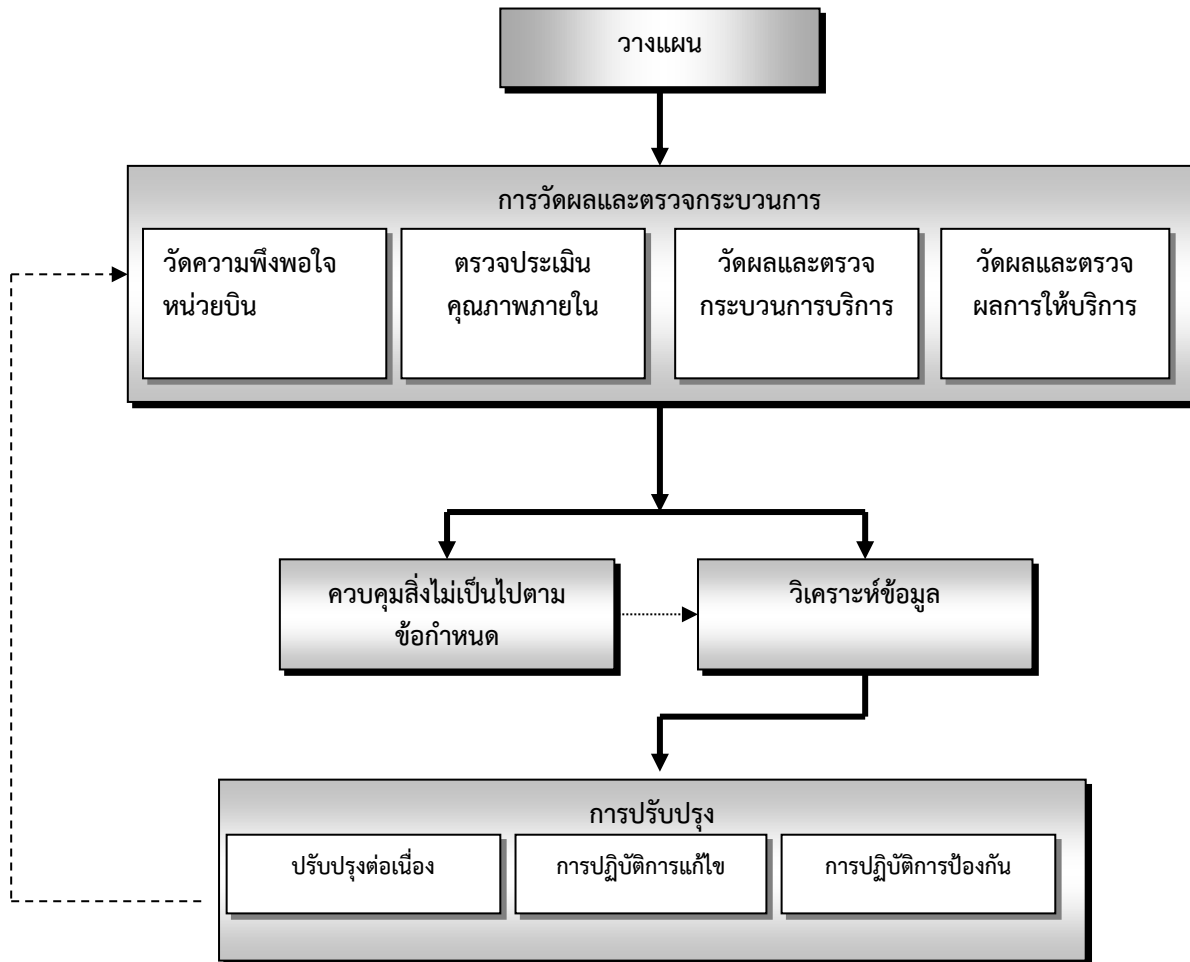 วางแผน
การวัดผลและตรวจกระบวนการ
วัดความพึงพอใจ
หน่วยบิน
ตรวจประเมิน
คุณภาพภายใน
วัดผลและตรวจ
กระบวนการบริการ
วัดผลและตรวจ
ผลการให้บริการ
ควบคุมสิ่งไม่เป็นไปตาม
ข้อกำหนด
วิเคราะห์ข้อมูล
การปรับปรุง
ปรับปรุงต่อเนื่อง
การปฏิบัติการแก้ไข
การปฏิบัติการป้องกัน